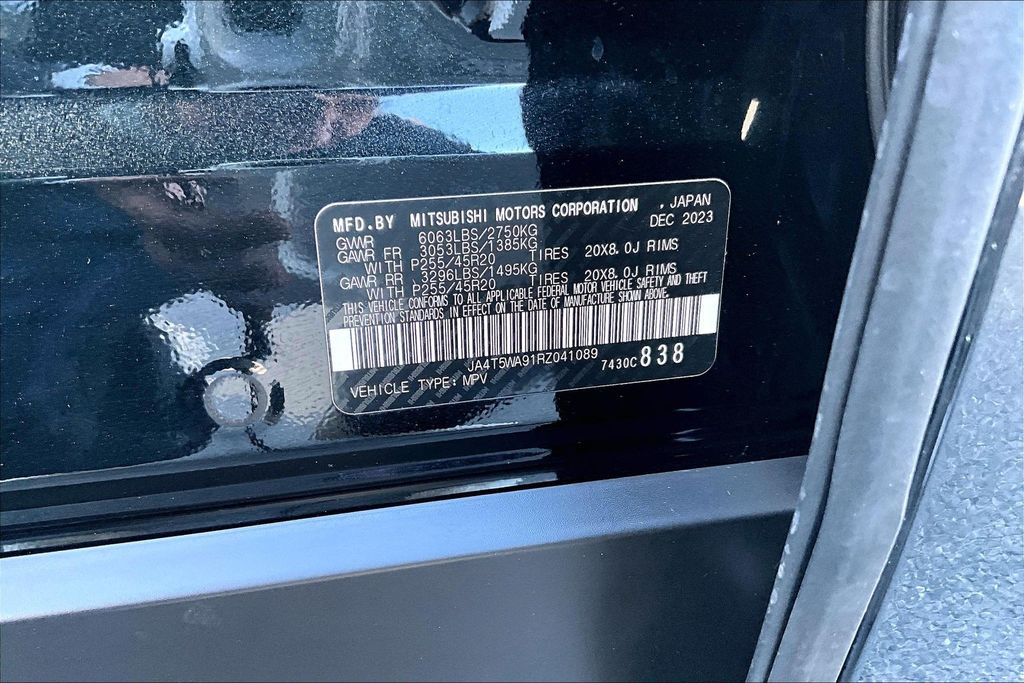 MFD.BY MITSUBISHI MOTORS CORPORATION , JAPAN
DEC 2023
GVWR 6063LBS/2750KG
GAWR FR 3053LBS/1385KG
WITH P255/45R20 TIRES 20X8.0J RIMS
GAWR RR 3296LBS/1495KG
WITH P255/45R20 TIRES 20X8.0J RIMS
THIS VEHICLE CONFORMS TO ALL APPLICABLE FEDERAL MOTOR VEHICLE SAFETY AND THEFT
PREVENTION STANDARDS IN EFFECT ON THE DATE OF MANUFACTURE SHOWN ABOVE.
JA4T5WA91RZ041089 7430C 838
VEHICLE TYPE: MPV